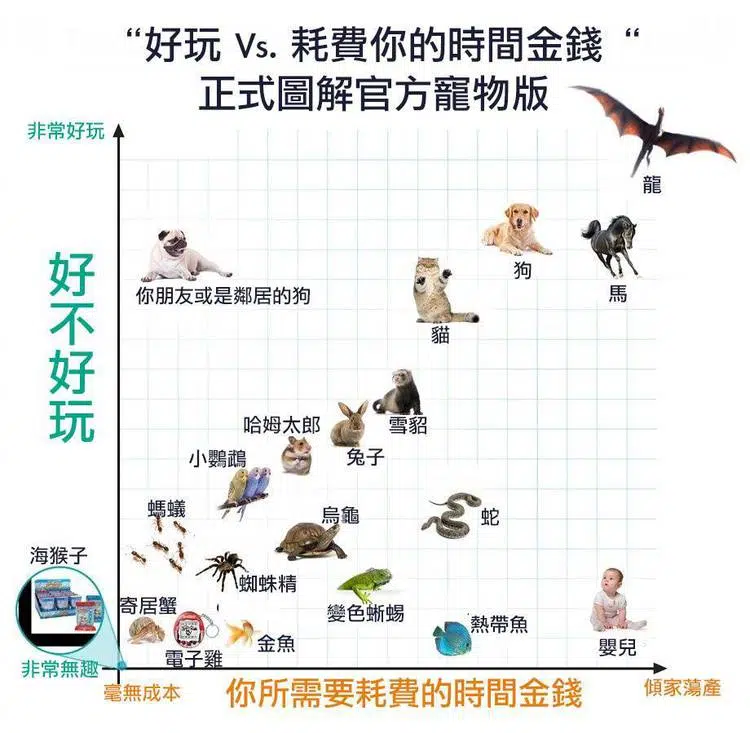 “好玩 Vs. 耗費你的時間金錢 “
正式圖解官方寵物版
非常好玩
龍
狗
馬
你朋友或是鄰居的狗
貓
好不好玩
雪貂
哈姆太郎
兔子
小鸚鵡
螞蟻
烏龜
蛇
海猴子
蜘蛛精
寄居蟹
變色蜥蜴
熱帶魚
金魚
嬰兒
電子雞
非常無趣
毫無成本
你所需要耗費的時間金錢
傾家蕩產